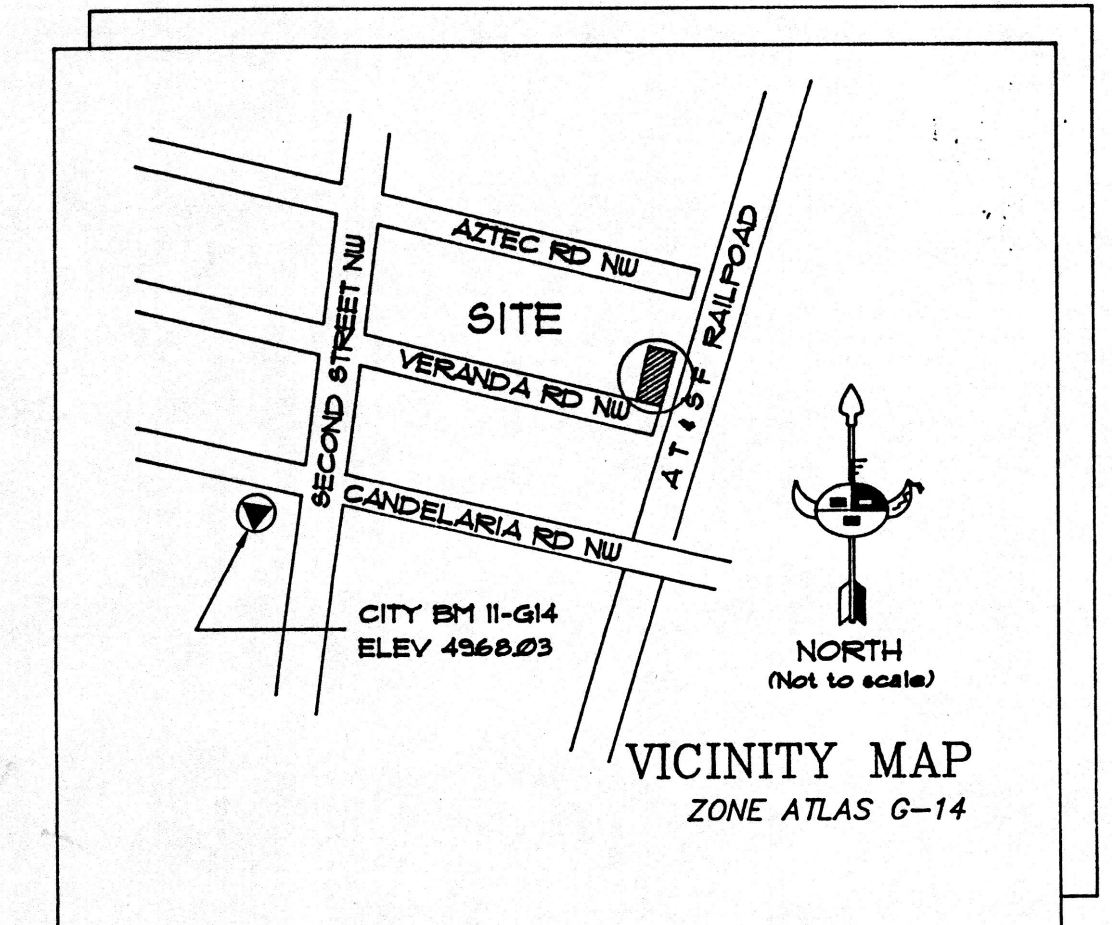 AZTEC RD NW
SITE
SECOND STREET NW
VERANDA RD NW
AT & SF RAILROAD
CANDELARIA RD NW
CITY BM 11-G14
ELEV 4968.03
NORTH
(Not to scale)
VICINITY MAP
ZONE ATLAS G-14